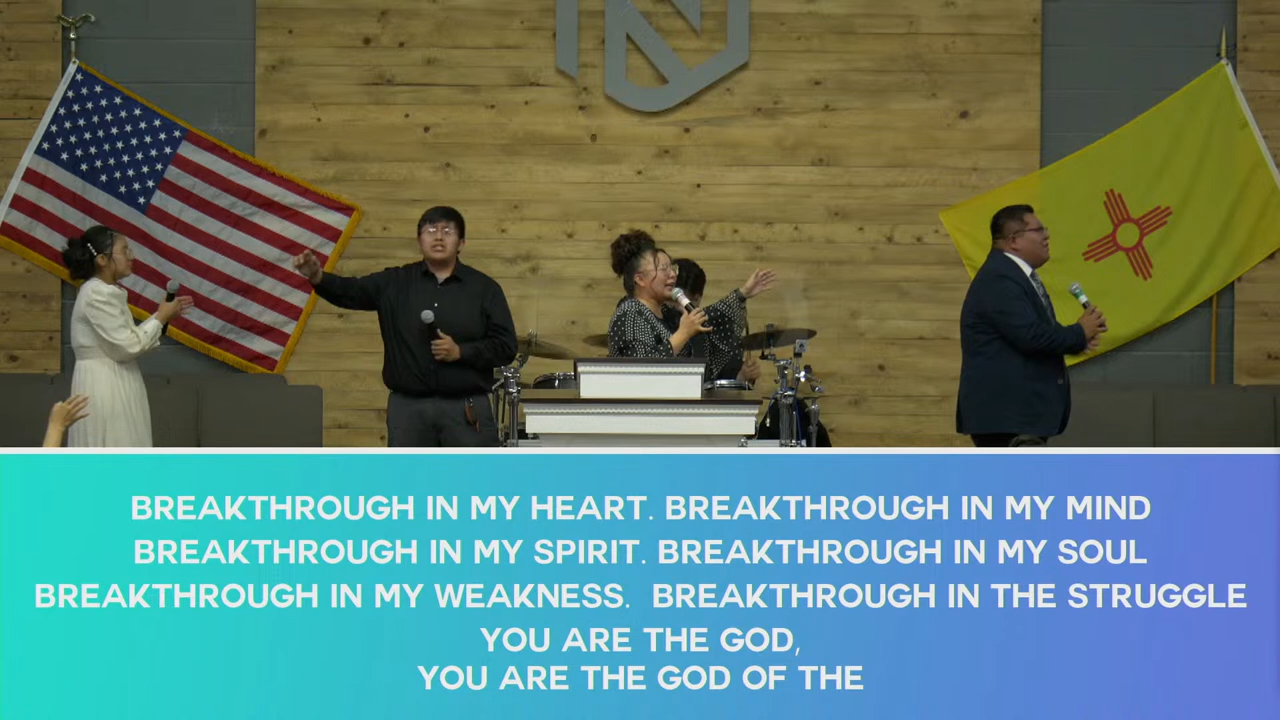 BREAKTHROUGH IN MY HEART. BREAKTHROUGH IN MY MIND
BREAKTHROUGH IN MY SPIRIT. BREAKTHROUGH IN MY SOUL
BREAKTHROUGH IN MY WEAKNESS.  BREAKTHROUGH IN THE STRUGGLE
YOU ARE THE GOD,
YOU ARE THE GOD OF THE